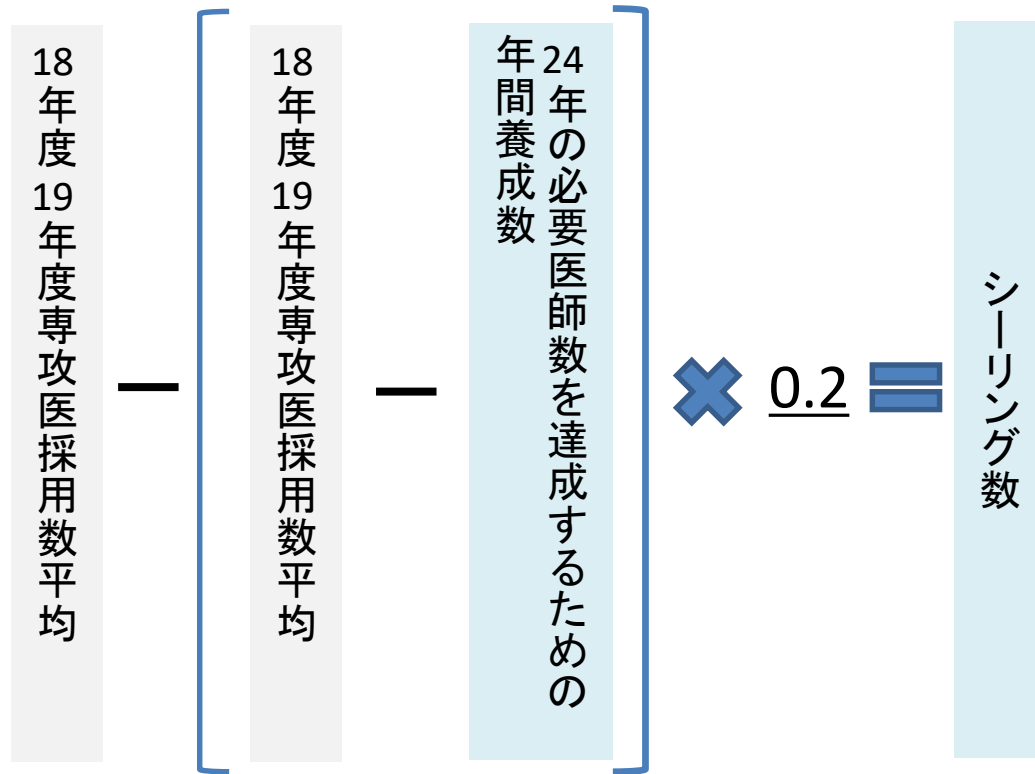 18年度19年度専攻医採用数平均
ー
18年度19年度専攻医採用数平均
ー
24年の必要医師数を達成するための
年間養成数
0.2
シーリング数